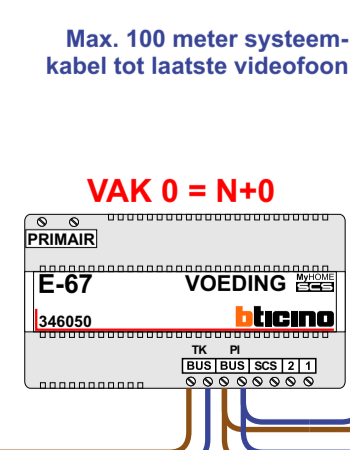 Max. 100 meter systeem-
kabel tot laatste videofoon
VAK 0 = N+0
PRIMAIR
E-67 VOEDING MyHOME SCS
346050 bticino
TK PI
BUS BUS SCS 2 1